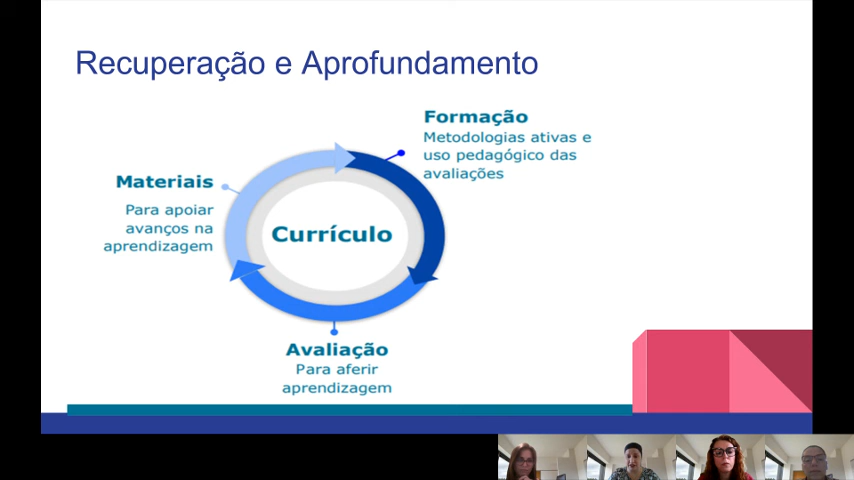 Recuperação e Aprofundamento
Formação
Metodologias ativas e
uso pedagógico das
avaliações
Materiais
Para apoiar
avanços na
aprendizagem
Currículo
Avaliação
Para aferir
aprendizagem